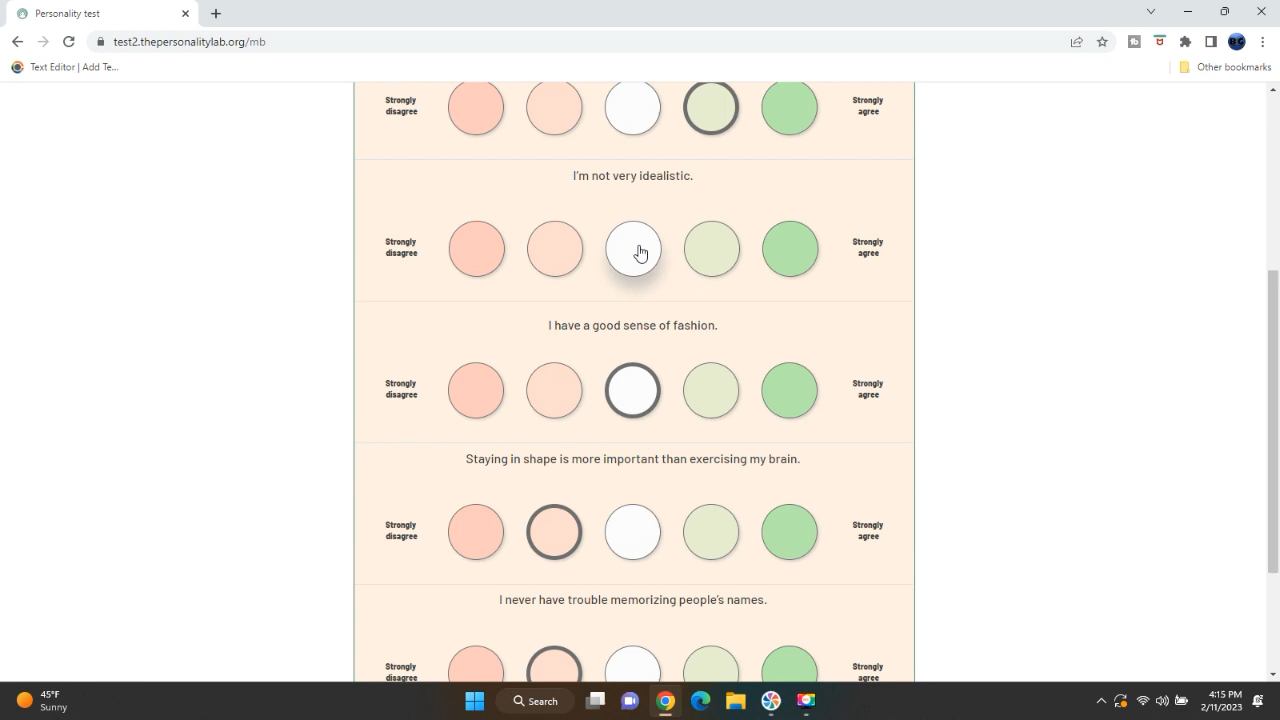 Personality test
test2.thepersonalitylab.org/mb
Text Editor | Add Te...
Other bookmarks
Strongly
disagree
Strongly
agree
I'm not very idealistic.
Strongly
disagree
Strongly
agree
I have a good sense of fashion.
Strongly
disagree
Strongly
agree
Staying in shape is more important than exercising my brain.
Strongly
disagree
Strongly
agree
I never have trouble memorizing people's names.
Strongly
disagree
Strongly
agree
45°F
Sunny
Search
4:15 PM
2/11/2023